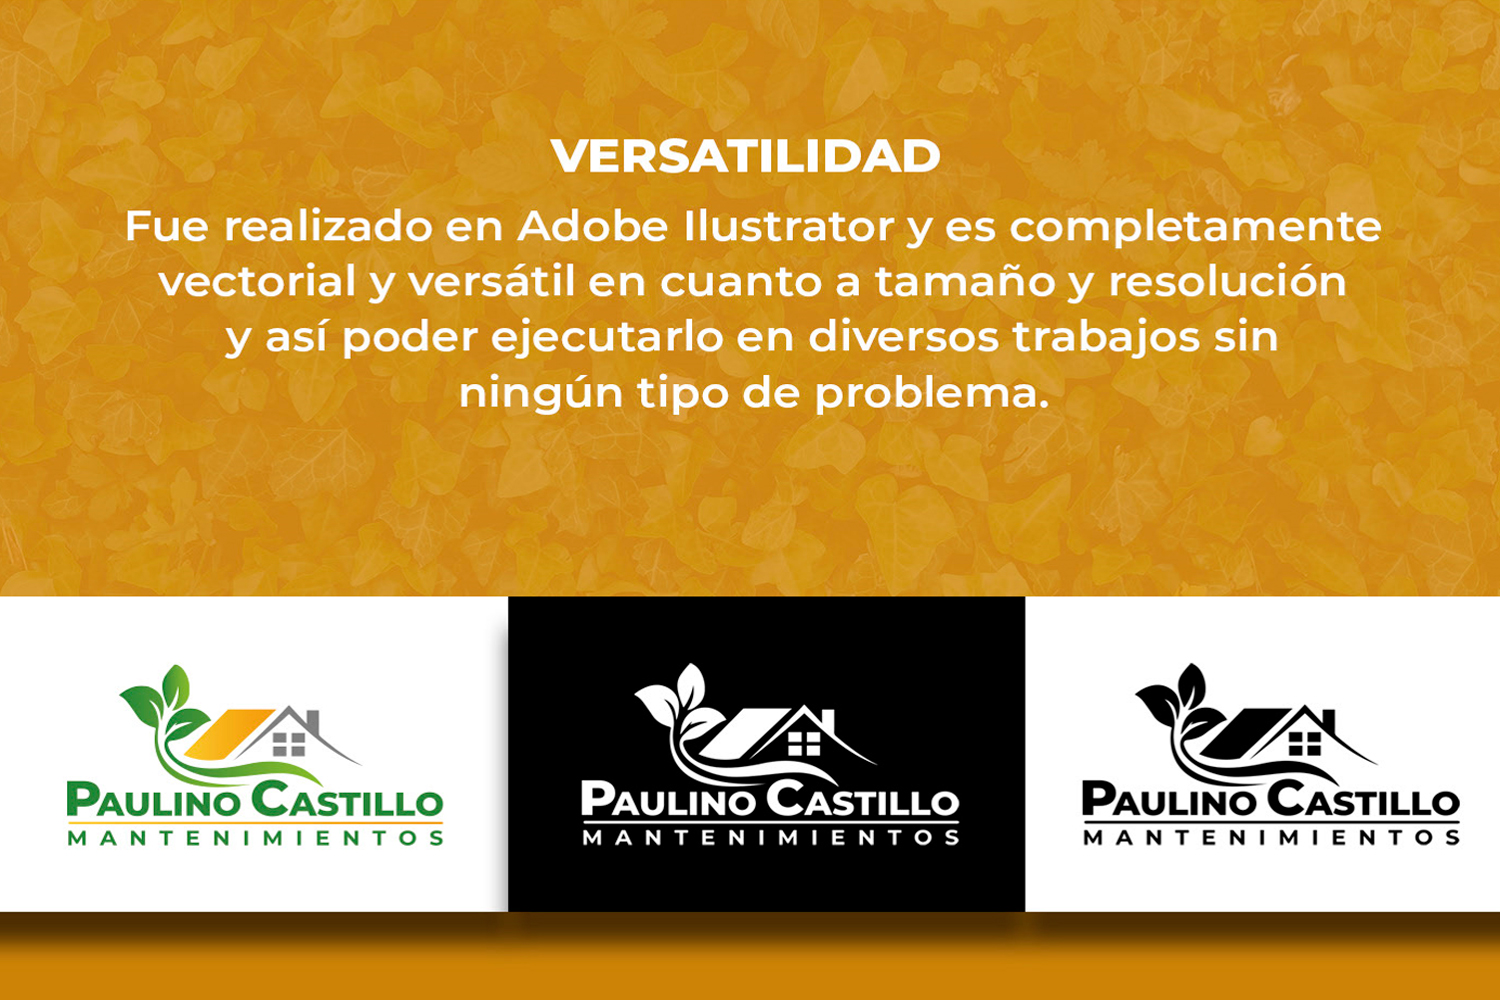 VERSATILIDAD
Fue realizado en Adobe Ilustrator y es completamente
vectorial y versátil en cuanto a tamaño y resolución
y así poder ejecutarlo en diversos trabajos sin
ningún tipo de problema.
PAULINO CASTILLO
MANTENIMIENTOS
PAULINO CASTILLO
MANTENIMIENTOS
PAULINO CASTILLO
MANTENIMIENTOS